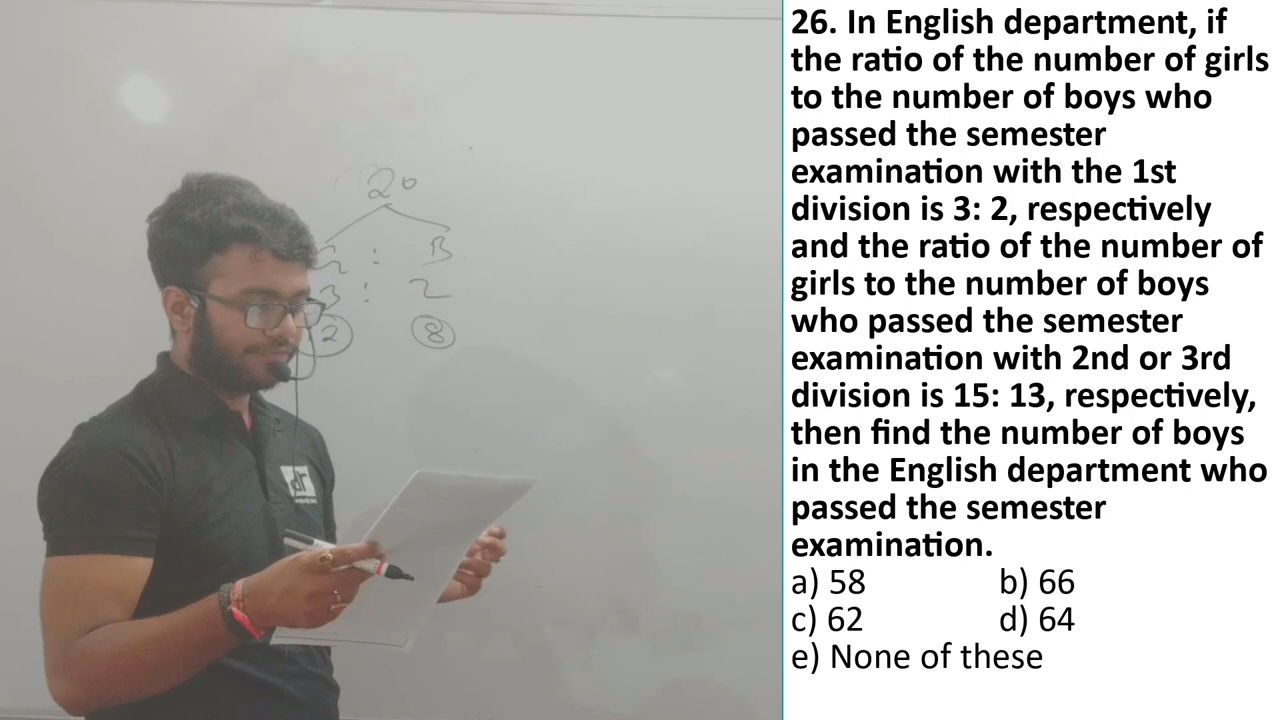 20
: B
3 : 2
2 8
26. In English department, if
the ratio of the number of girls
to the number of boys who
passed the semester
examination with the 1st
division is 3: 2, respectively
and the ratio of the number of
girls to the number of boys
who passed the semester
examination with 2nd or 3rd
division is 15: 13, respectively,
then find the number of boys
in the English department who
passed the semester
examination.
a) 58 b) 66
c) 62 d) 64
e) None of these